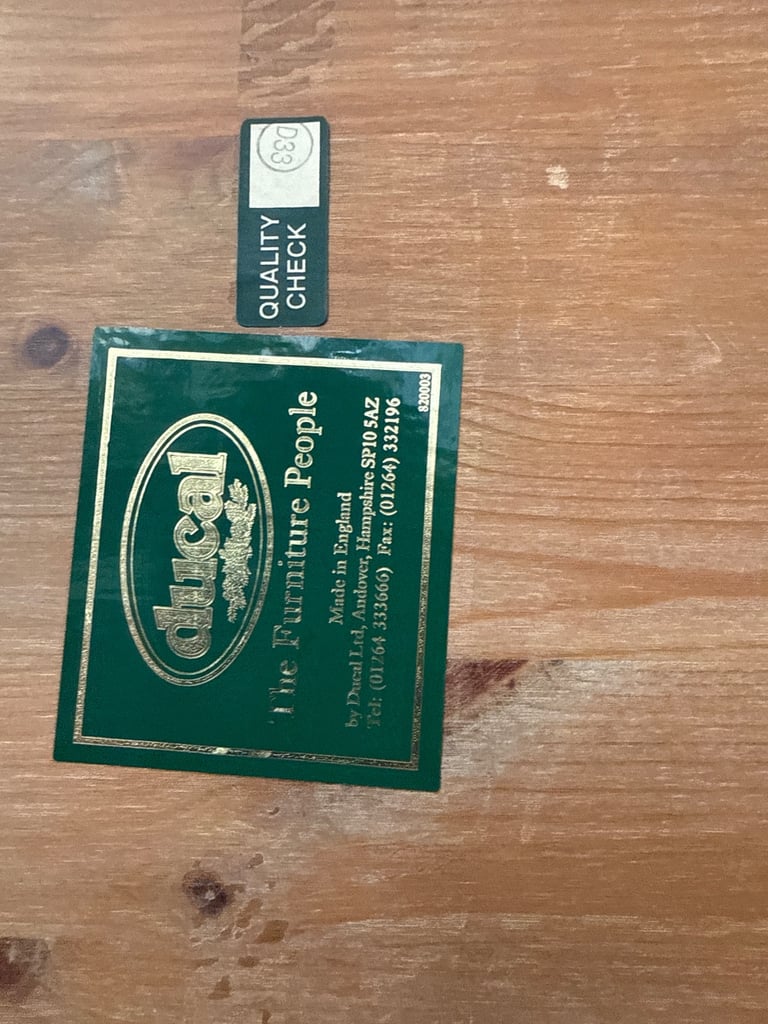 QUALITY
CHECK
D33
ducal
The Furniture People
Made in England
by Ducal Ltd, Andover, Hampshire SP10 5AZ
Tel: (01264 333666) Fax: (01264) 332196
820003